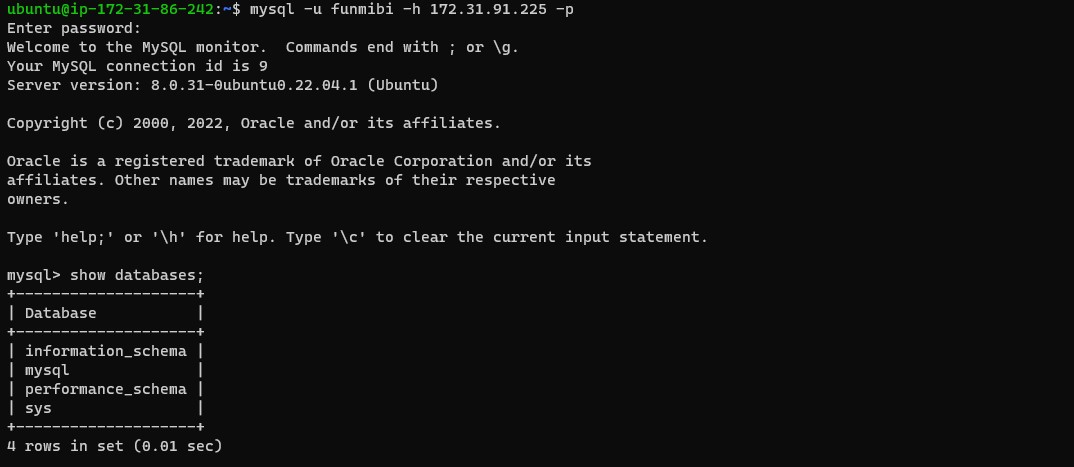 ubuntu@ip-172-31-86-242:~$ mysql -u funmibi -h 172.31.91.225 -p
Enter password:
Welcome to the MySQL monitor.  Commands end with ; or \g.
Your MySQL connection id is 9
Server version: 8.0.31-0ubuntu0.22.04.1 (Ubuntu)

Copyright (c) 2000, 2022, Oracle and/or its affiliates.

Oracle is a registered trademark of Oracle Corporation and/or its
affiliates. Other names may be trademarks of their respective
owners.

Type 'help;' or '\h' for help. Type '\c' to clear the current input statement.

mysql> show databases;
+--------------------+
| Database           |
+--------------------+
| information_schema |
| mysql              |
| performance_schema |
| sys                |
+--------------------+
4 rows in set (0.01 sec)